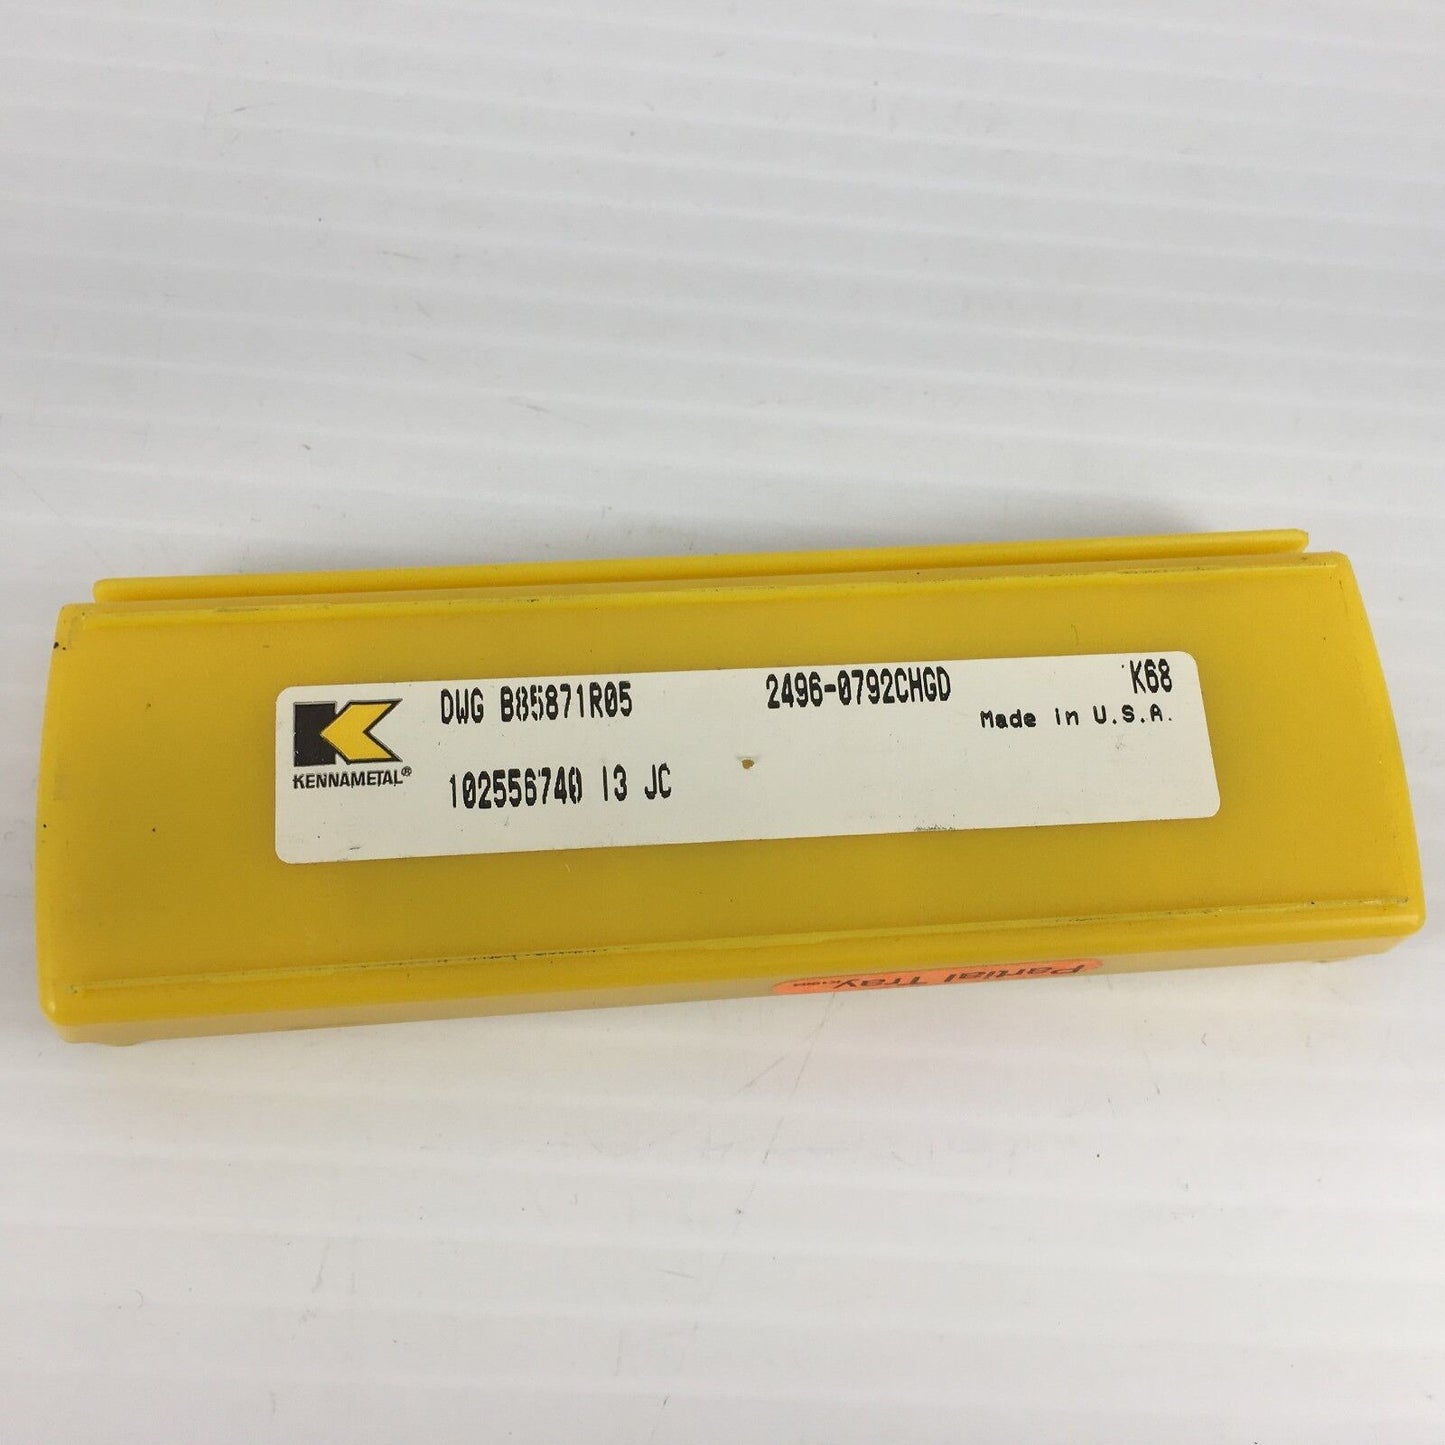 DWG B85871R05 2496-0792CHGD K68
Made in U.S.A.
KENNAMETAL®
102556740 I3 JC
Partial Tray